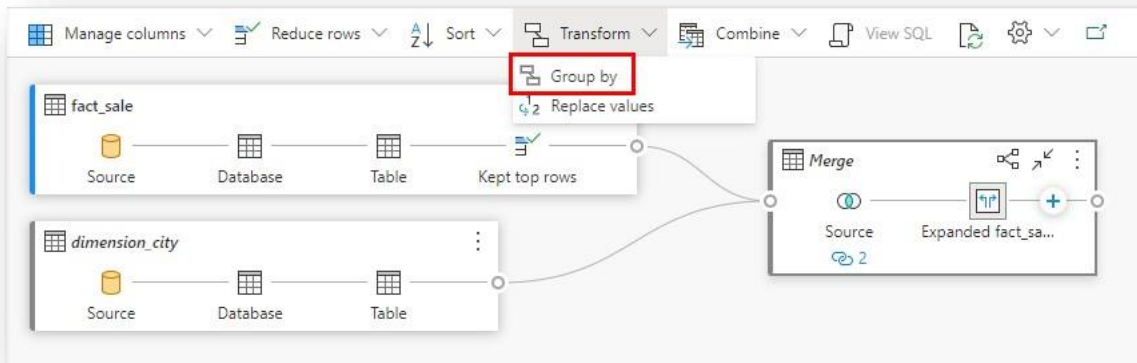 Manage columns Reduce rows Sort Transform Combine View SQL
Group by
Replace values
fact_sale
Source Database Table Kept top rows
Merge
Source Expanded fact_sa...
2
dimension_city
Source Database Table